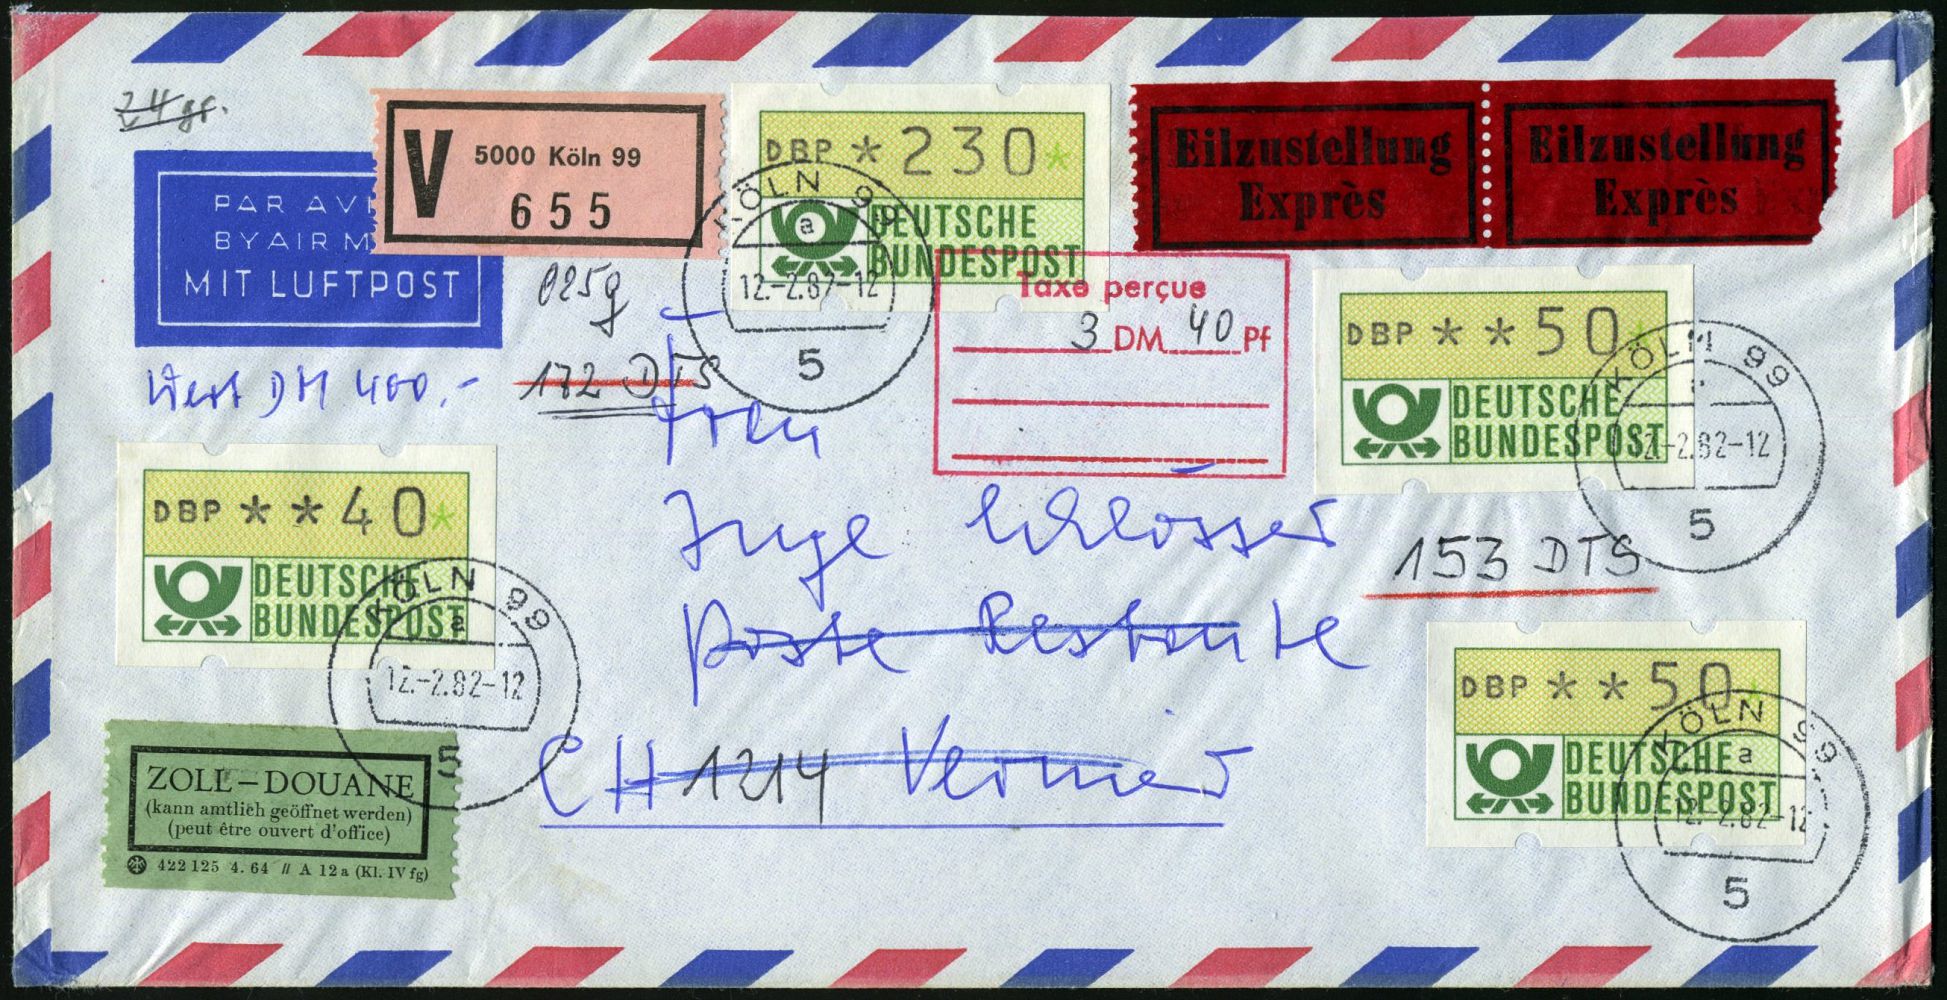 24 gr.
PAR AVI
BY AIR M
MIT LUFTPOST
V 5000 Köln 99
655
DBP * 230*
DEUTSCHE
BUNDESPOST
KÖLN 99
a
12.-2.82-12
5
Eilzustellung
Exprès
Eilzustellung
Exprès
025g
172 DTS
Wert DM 400.-
Taxe perçue
3 DM 40 Pf
DBP * * 50*
DEUTSCHE
BUNDESPOST
KÖLN 99
2.-2.82-12
5
DBP * * 40*
DEUTSCHE
BUNDESPOST
KÖLN 99
a
12.-2.82-12
5
Frau
Inge Schlosser
Poste Restante
CH 1214 Vernier
153 DTS
DBP * * 50*
DEUTSCHE
BUNDESPOST
KÖLN 99
a
12.-2.82-12
5
ZOLL–DOUANE
(kann amtlich geöffnet werden)
(peut être ouvert d'office)
422 125 4. 64 // A 12 a (Kl. IV fg)